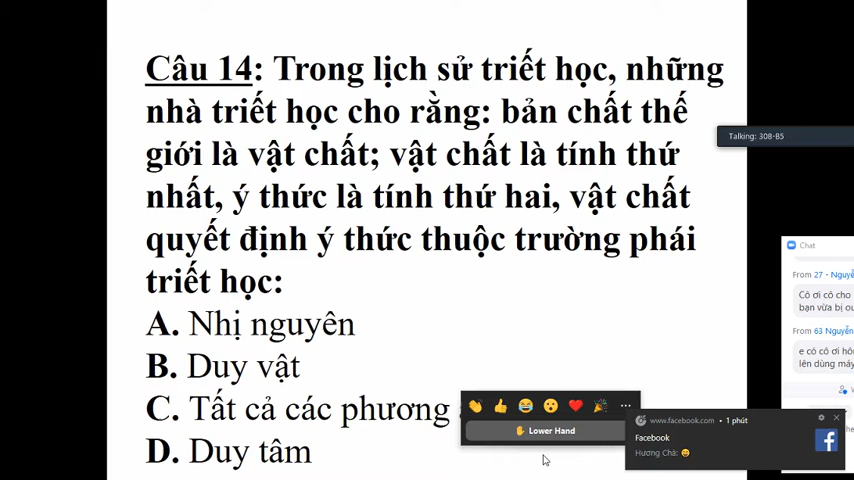 Câu 14: Trong lịch sử triết học, những
nhà triết học cho rằng: bản chất thế
giới là vật chất; vật chất là tính thứ
nhất, ý thức là tính thứ hai, vật chất
quyết định ý thức thuộc trường phái
triết học:
A. Nhị nguyên
B. Duy vật
C. Tất cả các phương
D. Duy tâm
Talking: 308-B5
Chat
From 27 - Nguyễ
Cô ơi cô cho
bạn vừa bị ou
From 63 Nguyễn
e có cô ơi hô
lên dùng máy
Lower Hand
www.facebook.com • 1 phút
Facebook
Hương Chà: